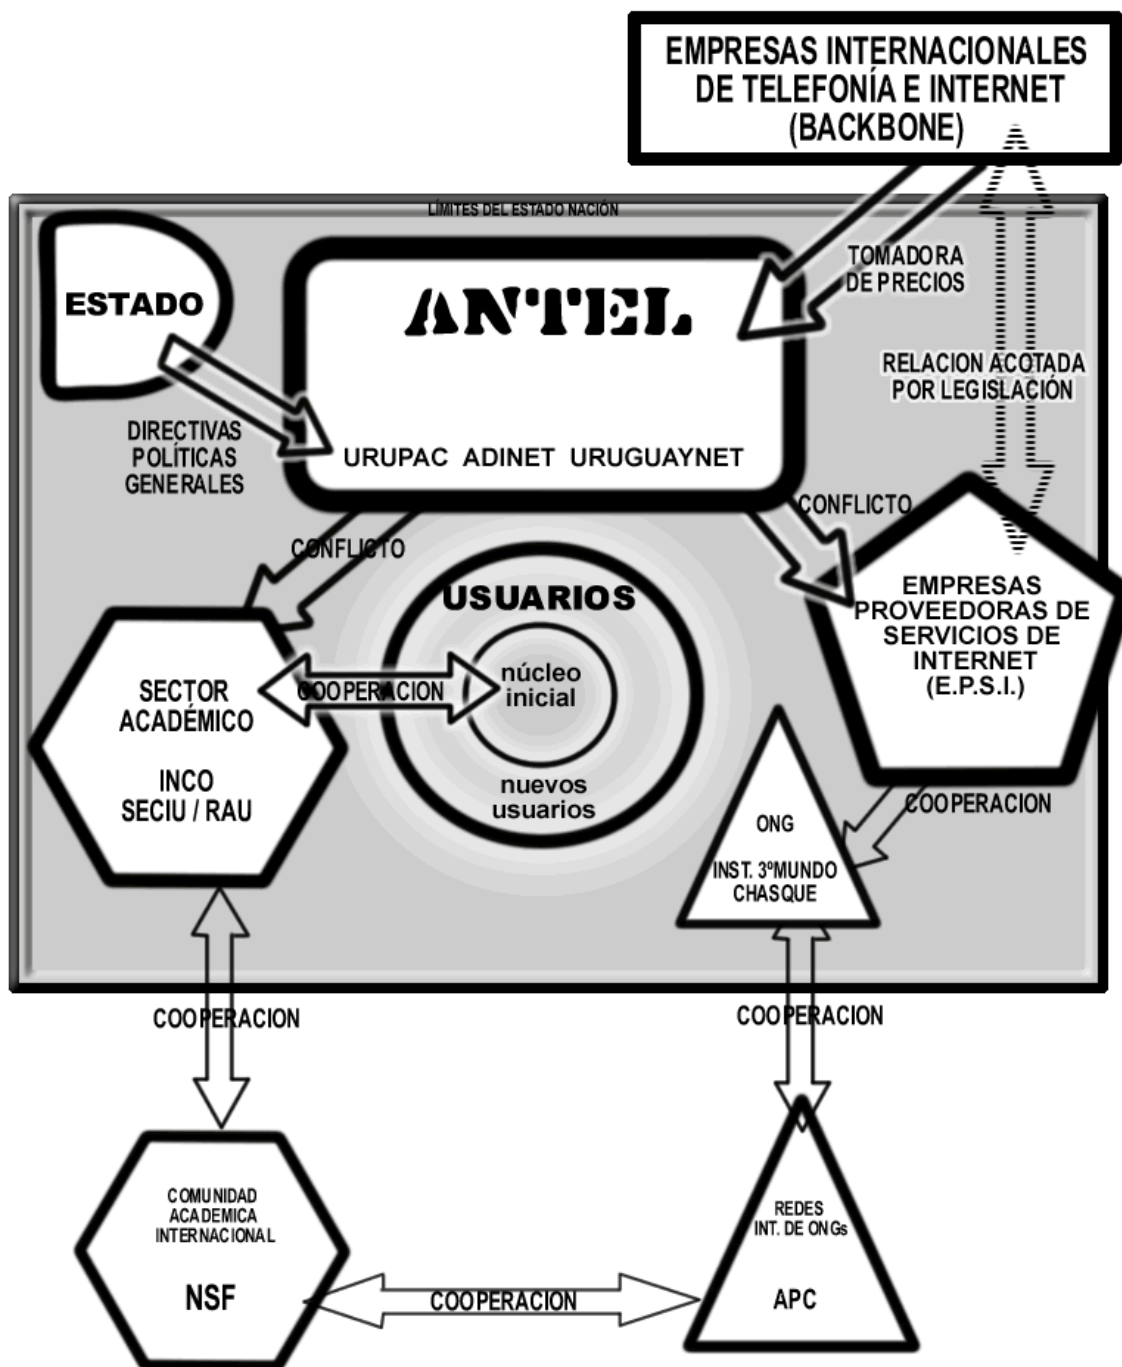 EMPRESAS INTERNACIONALES
DE TELEFONÍA E INTERNET
(BACKBONE)
LÍMITES DEL ESTADO NACIÓN
ESTADO
ANTEL
TOMADORA
DE PRECIOS
RELACION ACOTADA
POR LEGISLACIÓN
DIRECTIVAS
POLÍTICAS
GENERALES
URUPAC ADINET URUGUAYNET
CONFLICTO
CONFLICTO
USUARIOS
núcleo
inicial
nuevos
usuarios
COOPERACION
SECTOR
ACADÉMICO
INCO
SECIU / RAU
EMPRESAS
PROVEEDORAS DE
SERVICIOS DE
INTERNET
(E.P.S.I.)
COOPERACION
ONG
INST. 3ºMUNDO
CHASQUE
COOPERACION
COOPERACION
COMUNIDAD
ACADEMICA
INTERNACIONAL
NSF
COOPERACION
REDES
INT. DE ONGs
APC